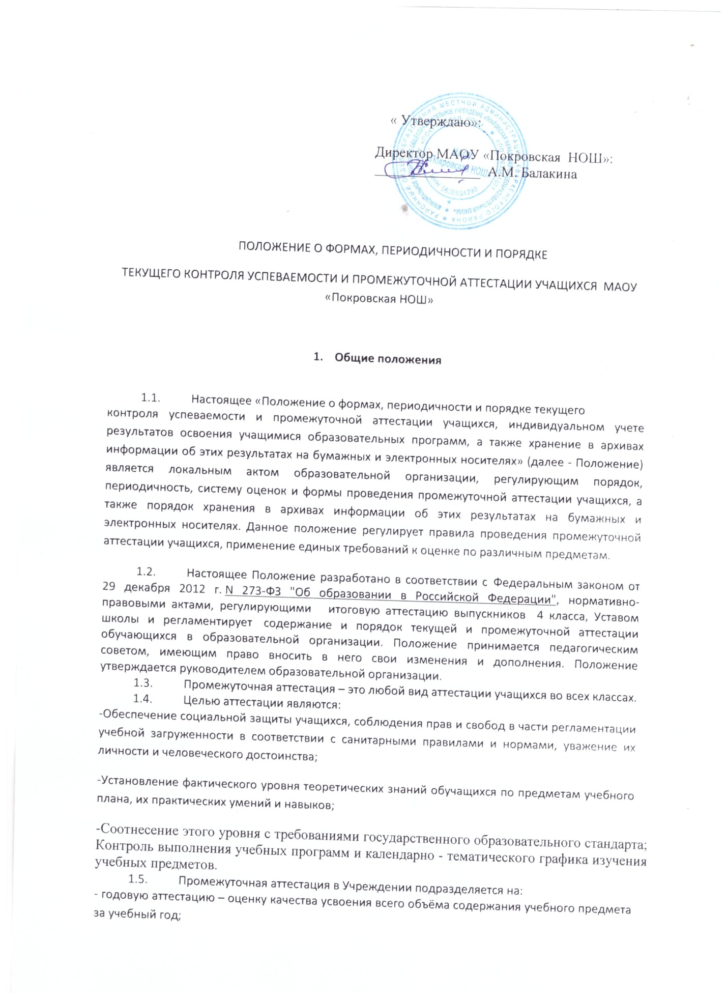 « Утверждаю»:
Директор МАОУ «Покровская НОШ»:
А.М. Балакина
ПОЛОЖЕНИЕ О ФОРМАХ, ПЕРИОДИЧНОСТИ И ПОРЯДКЕ
ТЕКУЩЕГО КОНТРОЛЯ УСПЕВАЕМОСТИ И ПРОМЕЖУТОЧНОЙ АТТЕСТАЦИИ УЧАЩИХСЯ МАОУ
«Покровская НОШ»
1. Общие положения
1.1. Настоящее «Положение о формах, периодичности и порядке текущего
контроля успеваемости и промежуточной аттестации учащихся, индивидуальном учете
результатов освоения учащимися образовательных программ, а также хранение в архивах
информации об этих результатах на бумажных и электронных носителях» (далее - Положение)
является локальным актом образовательной организации, регулирующим порядок,
периодичность, систему оценок и формы проведения промежуточной аттестации учащихся, а
также порядок хранения в архивах информации об этих результатах на бумажных и
электронных носителях. Данное положение регулирует правила проведения промежуточной
аттестации учащихся, применение единых требований к оценке по различным предметам.
1.2. Настоящее Положение разработано в соответствии с Федеральным законом от
29 декабря 2012 г. N 273-ФЗ "Об образовании в Российской Федерации", нормативно-
правовыми актами, регулирующими итоговую аттестацию выпускников 4 класса, Уставом
школы и регламентирует содержание и порядок текущей и промежуточной аттестации
обучающихся в образовательной организации. Положение принимается педагогическим
советом, имеющим право вносить в него свои изменения и дополнения. Положение
утверждается руководителем образовательной организации.
1.3. Промежуточная аттестация – это любой вид аттестации учащихся во всех классах.
1.4. Целью аттестации являются:
-Обеспечение социальной защиты учащихся, соблюдения прав и свобод в части регламентации
учебной загруженности в соответствии с санитарными правилами и нормами, уважение их
личности и человеческого достоинства;
-Установление фактического уровня теоретических знаний обучащихся по предметам учебного
плана, их практических умений и навыков;
-Соотнесение этого уровня с требованиями государственного образовательного стандарта;
Контроль выполнения учебных программ и календарно - тематического графика изучения
учебных предметов.
1.5. Промежуточная аттестация в Учреждении подразделяется на:
- годовую аттестацию – оценку качества усвоения всего объёма содержания учебного предмета
за учебный год;